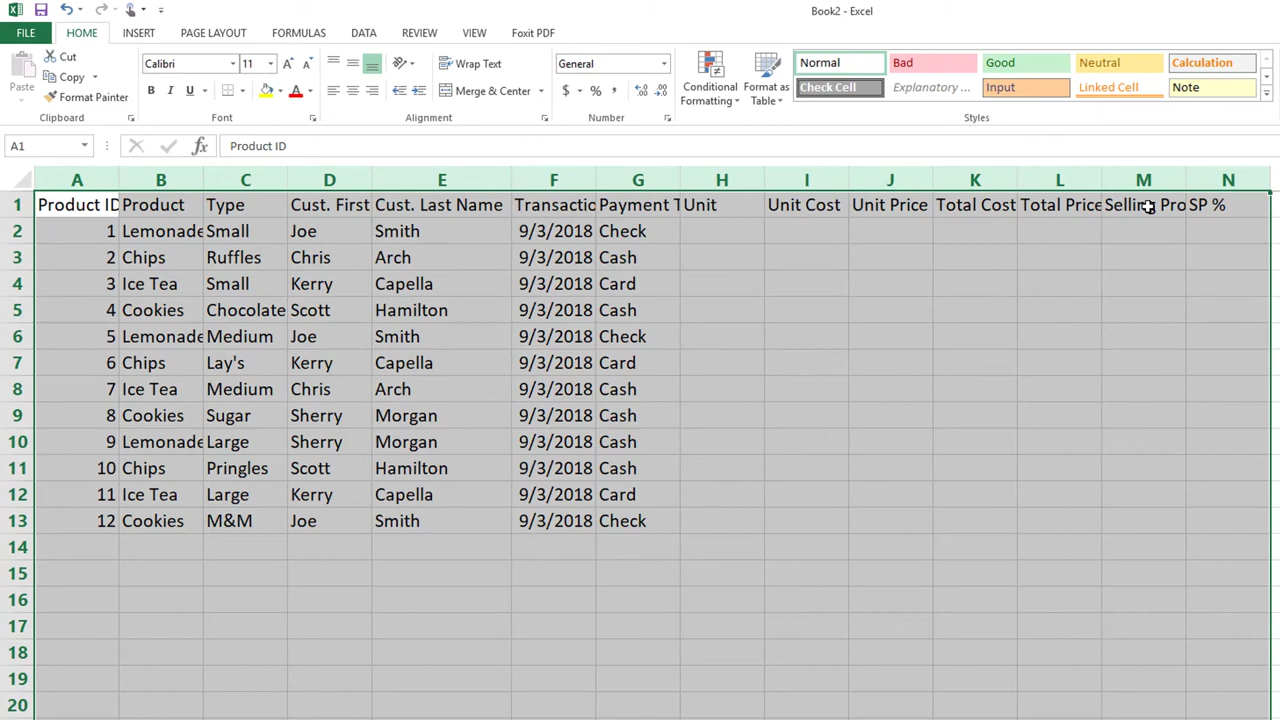 Book2 - Excel
FILE HOME INSERT PAGE LAYOUT FORMULAS DATA REVIEW VIEW Foxit PDF
Cut
Copy
Format Painter
Paste
Calibri 11
B I U A
Wrap Text
Merge & Center
General
$ % ,
Conditional Formatting
Format as Table
Normal Bad Good Neutral Calculation
Check Cell Explanatory ... Input Linked Cell Note
Clipboard Font Alignment Number Styles
A1 fx Product ID
A B C D E F G H I J K L M N
1 Product ID Product Type Cust. First Cust. Last Name Transactio Payment T Unit Unit Cost Unit Price Total Cost Total Price Selling Pro SP %
2 1 Lemonade Small Joe Smith 9/3/2018 Check
3 2 Chips Ruffles Chris Arch 9/3/2018 Cash
4 3 Ice Tea Small Kerry Capella 9/3/2018 Card
5 4 Cookies Chocolate Scott Hamilton 9/3/2018 Cash
6 5 Lemonade Medium Joe Smith 9/3/2018 Check
7 6 Chips Lay's Kerry Capella 9/3/2018 Card
8 7 Ice Tea Medium Chris Arch 9/3/2018 Cash
9 8 Cookies Sugar Sherry Morgan 9/3/2018 Cash
10 9 Lemonade Large Sherry Morgan 9/3/2018 Cash
11 10 Chips Pringles Scott Hamilton 9/3/2018 Cash
12 11 Ice Tea Large Kerry Capella 9/3/2018 Card
13 12 Cookies M&M Joe Smith 9/3/2018 Check
14
15
16
17
18
19
20